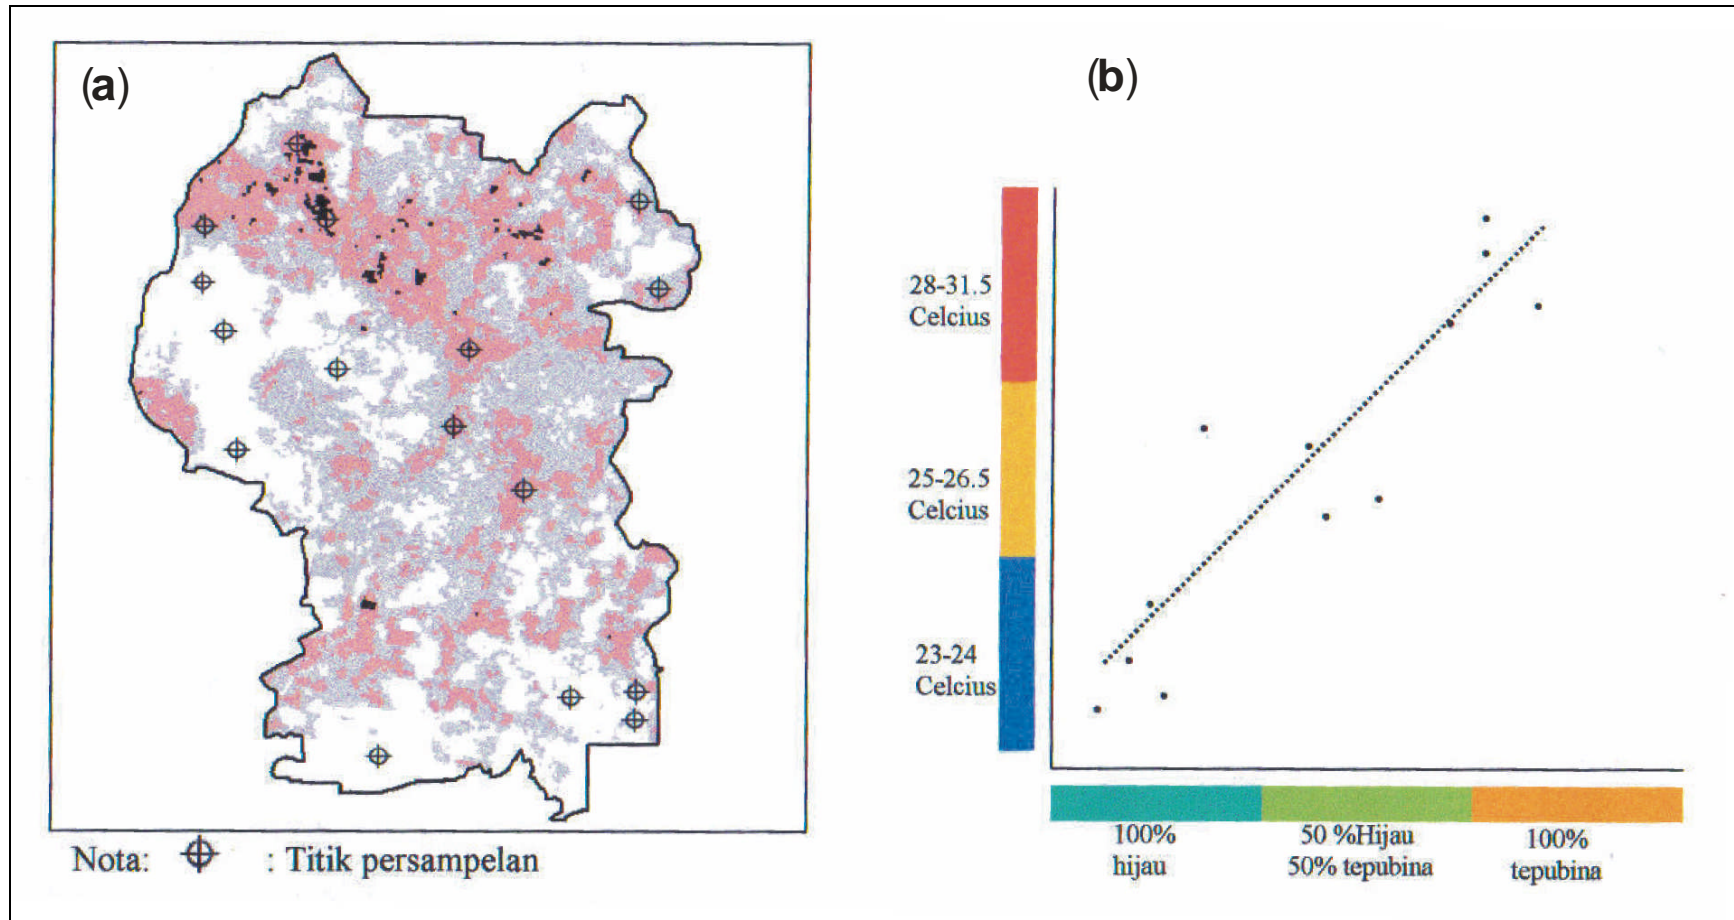 (a)
Nota: : Titik persampelan
(b)
28-31.5
Celcius
25-26.5
Celcius
23-24
Celcius
100%
hijau
50 %Hijau
50% tepubina
100%
tepubina